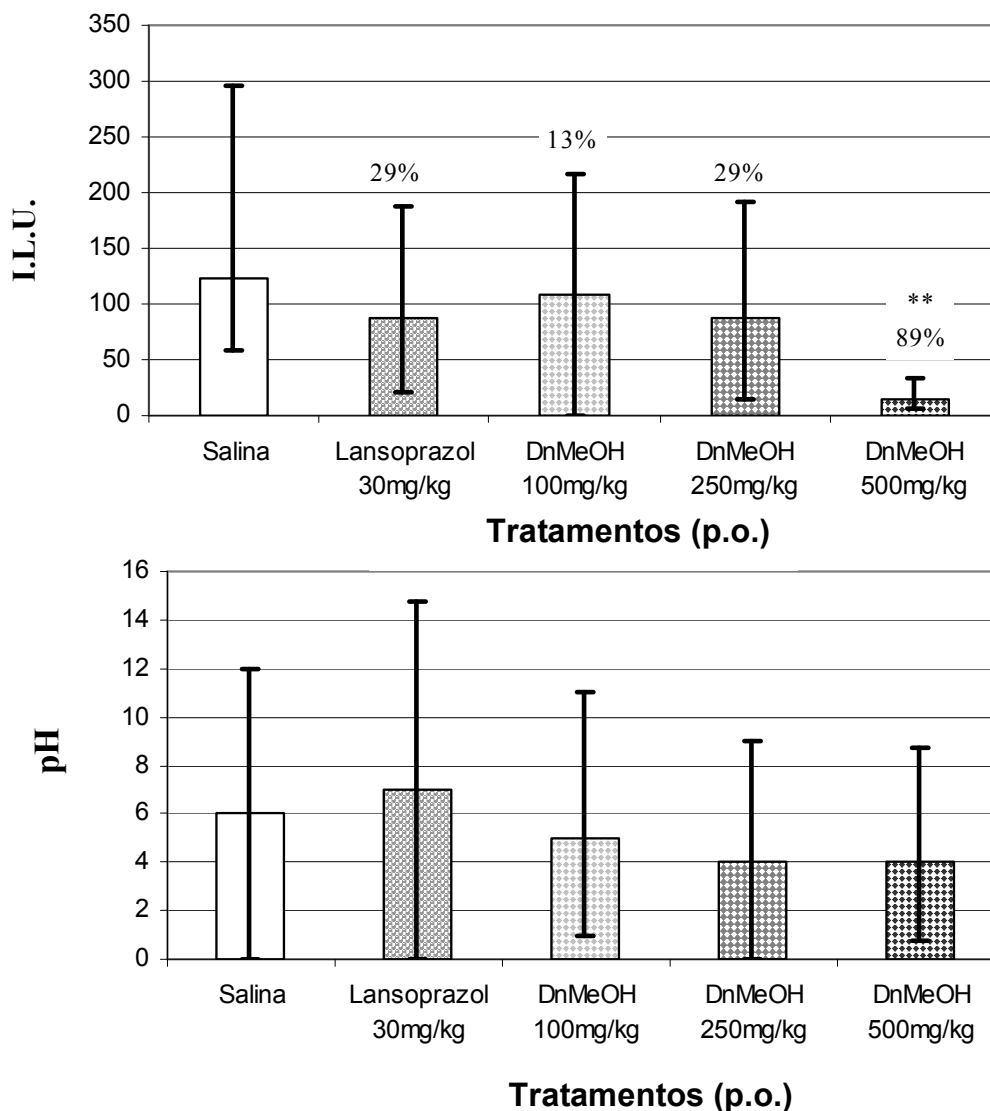 350
300
250
200
150
100
50
0
I.L.U.
29%
13%
29%
**
89%
Salina
Lansoprazol
30mg/kg
DnMeOH
100mg/kg
DnMeOH
250mg/kg
DnMeOH
500mg/kg
Tratamentos (p.o.)
16
14
12
10
8
6
4
2
0
pH
Salina
Lansoprazol
30mg/kg
DnMeOH
100mg/kg
DnMeOH
250mg/kg
DnMeOH
500mg/kg
Tratamentos (p.o.)